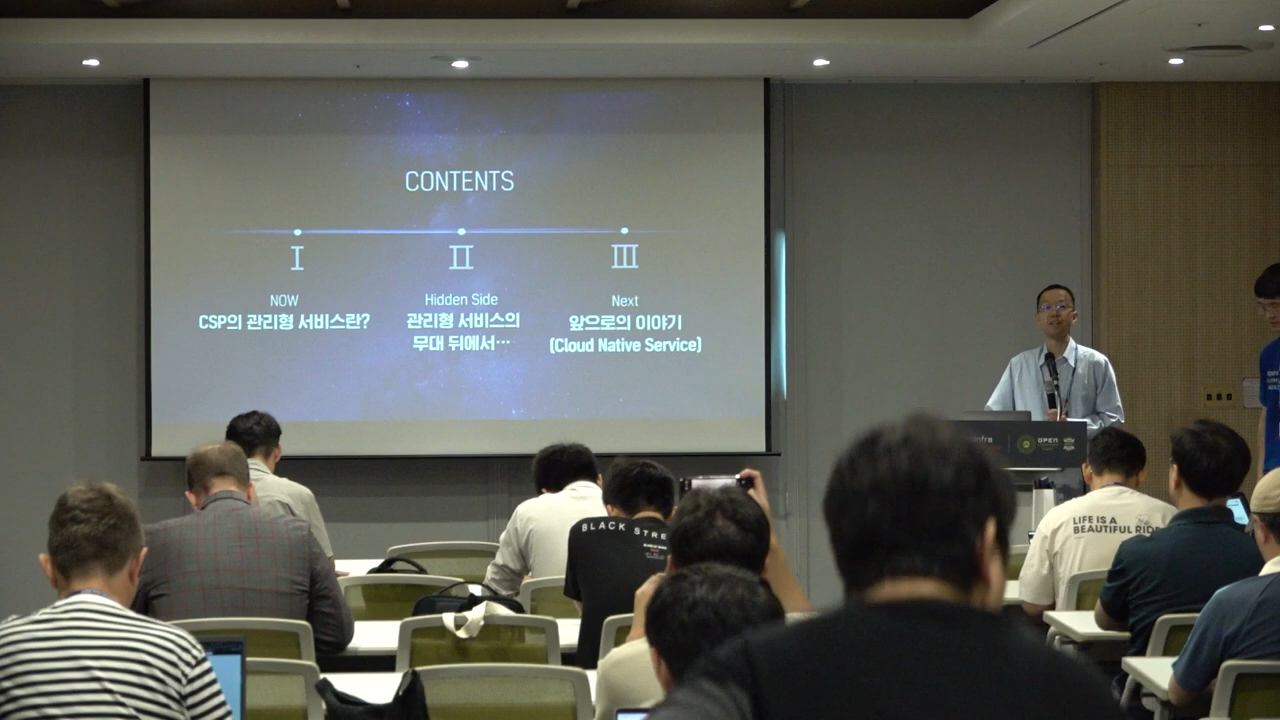 CONTENTS
I
II
III
NOW
CSP의 관리형 서비스란?
Hidden Side
관리형 서비스의
무대 뒤에서…
Next
앞으로의 이야기
(Cloud Native Service)
infra
OPEN
BLACK STRE
LIFE IS A
BEAUTIFUL RIDE